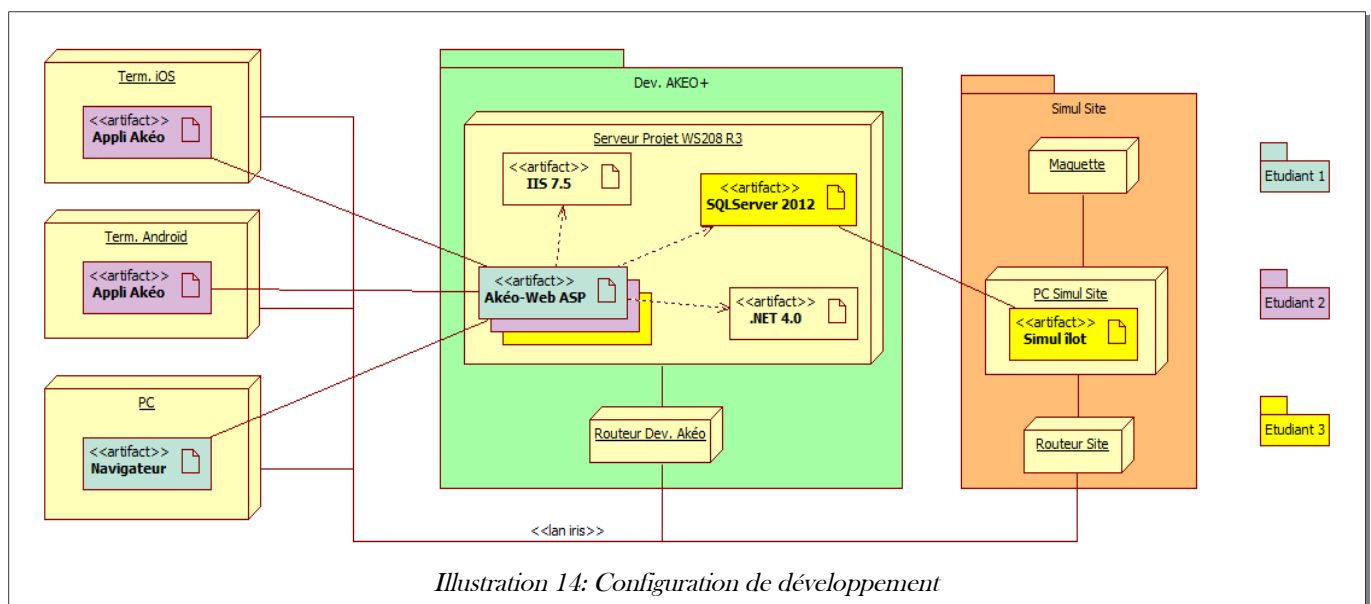 Term. iOS
<<artifact>>
Appli Akéo
Term. Androïd
<<artifact>>
Appli Akéo
PC
<<artifact>>
Navigateur
Dev. AKEO+
Serveur Projet WS208 R3
<<artifact>>
IIS 7.5
<<artifact>>
SQLServer 2012
<<artifact>>
Akéo-Web ASP
<<artifact>>
.NET 4.0
Routeur Dev. Akéo
<<lan iris>>
Simul Site
Maquette
PC Simul Site
<<artifact>>
Simul îlot
Routeur Site
Etudiant 1
Etudiant 2
Etudiant 3
Illustration 14: Configuration de développement